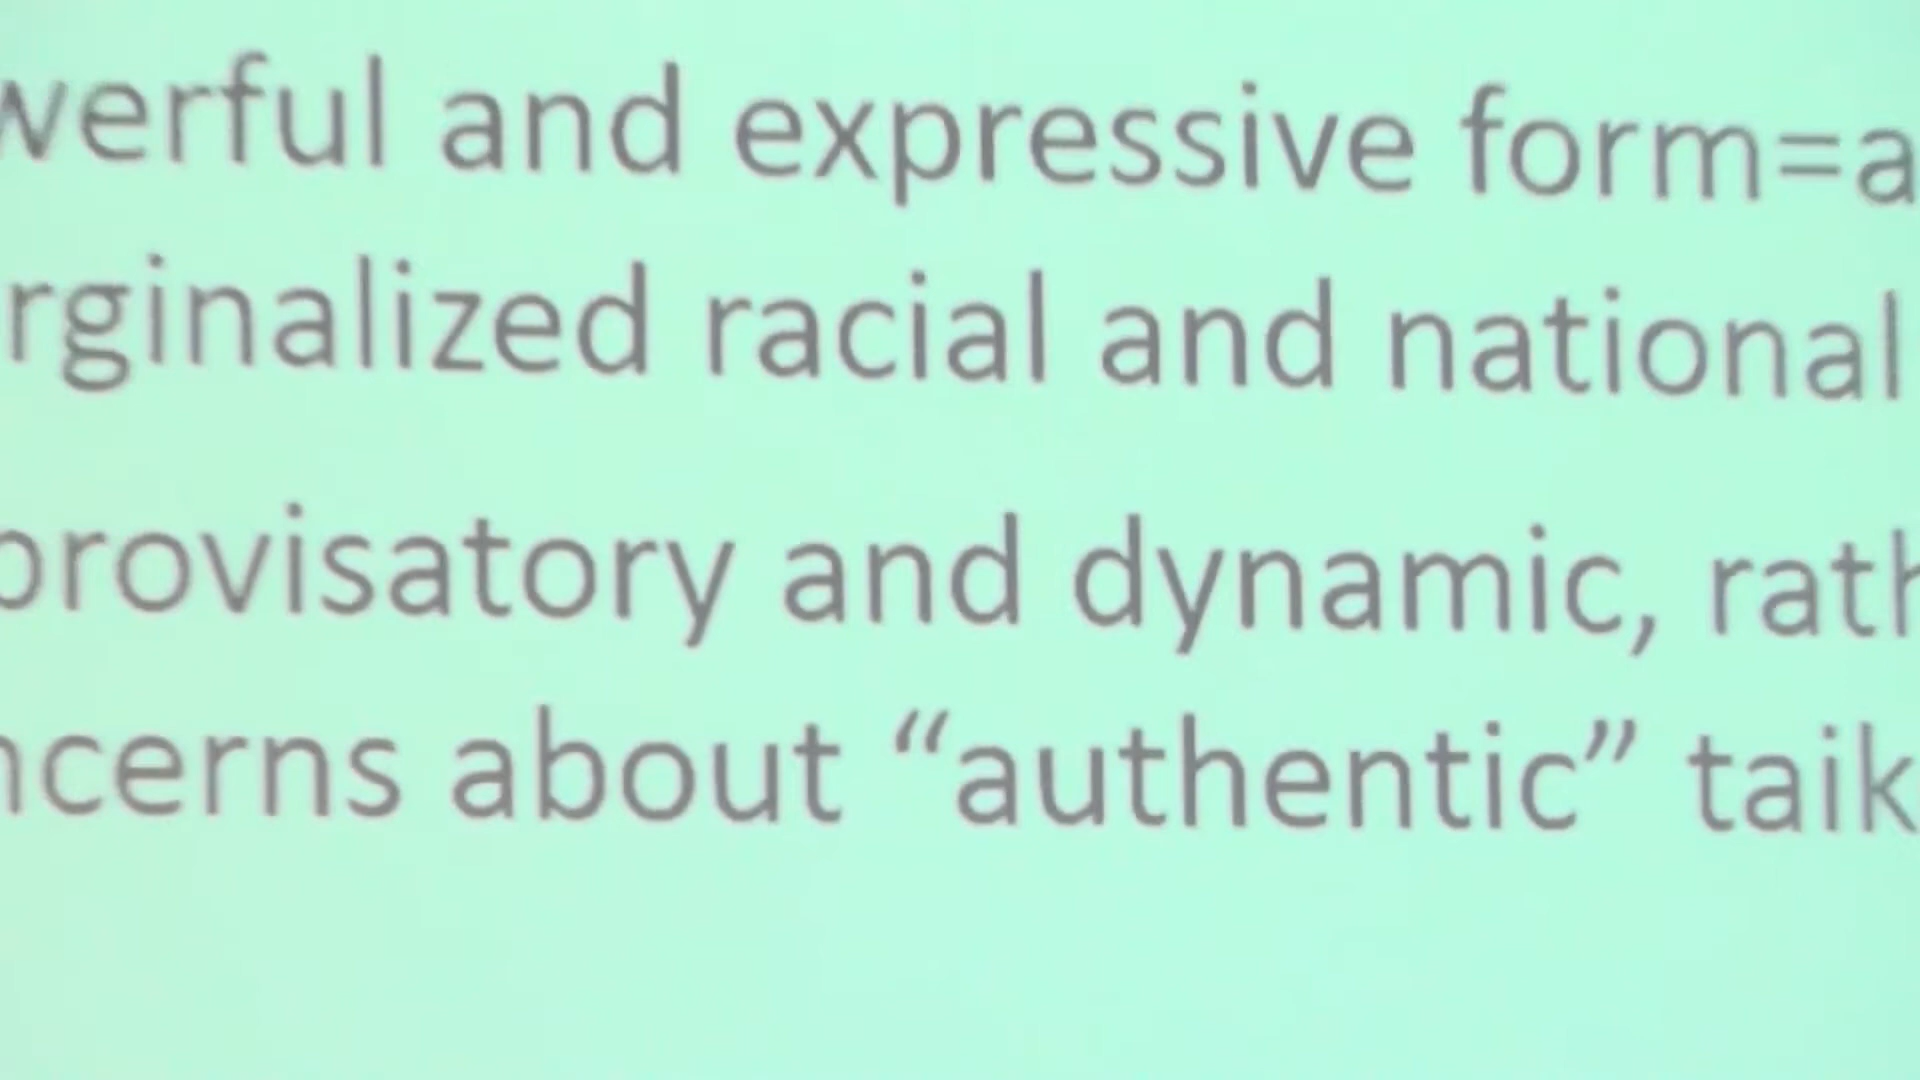 werful and expressive form=a
rginalized racial and national
provisatory and dynamic, rath
ncerns about “authentic” taik